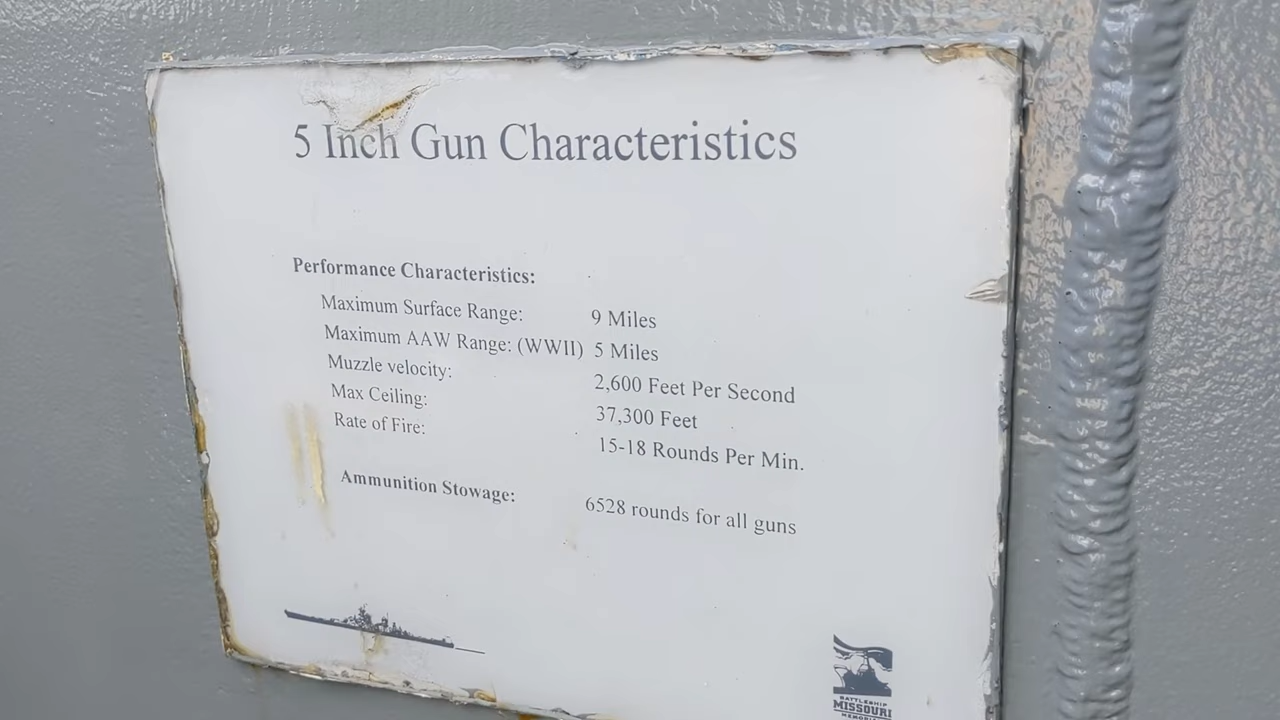 5 Inch Gun Characteristics
Performance Characteristics:
Maximum Surface Range: 9 Miles
Maximum AAW Range: (WWII) 5 Miles
Muzzle velocity: 2,600 Feet Per Second
Max Ceiling: 37,300 Feet
Rate of Fire: 15-18 Rounds Per Min.
Ammunition Stowage: 6528 rounds for all guns
BATTLESHIP
MISSOURI
MEMORIAL